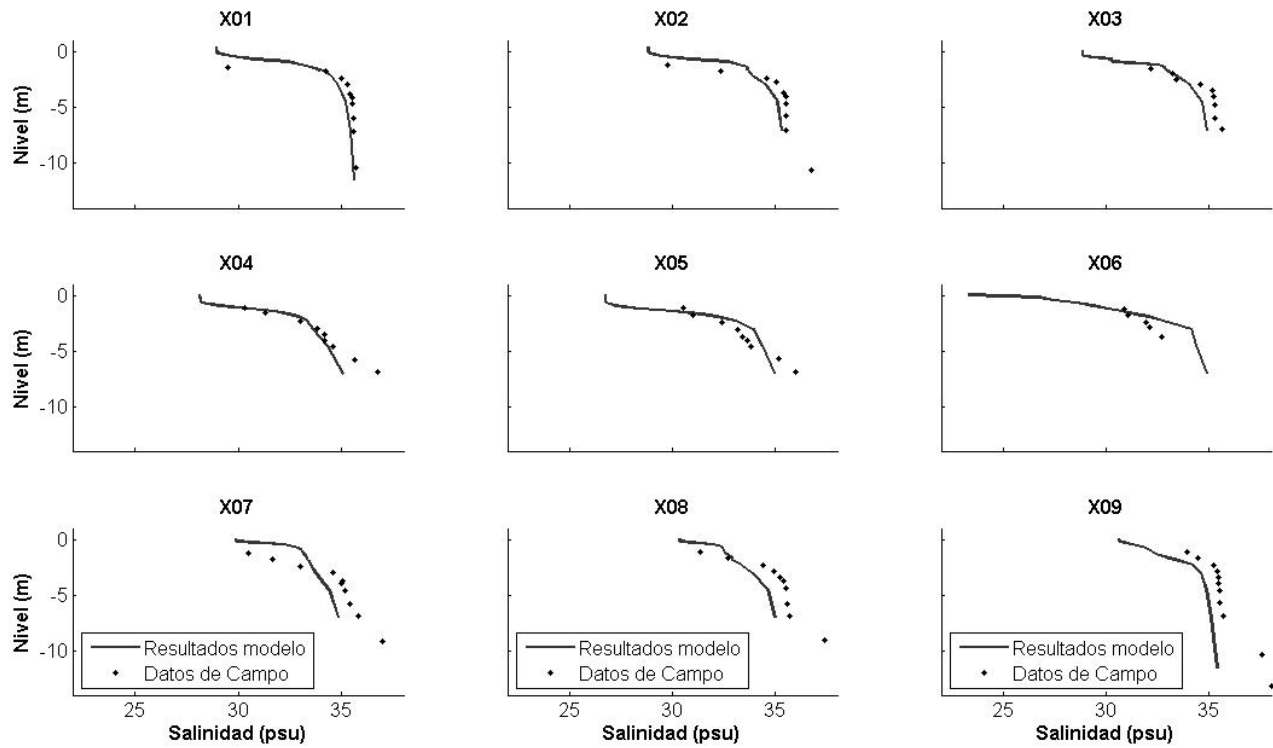 X01
X02
X03
0
-5
-10
Nivel (m)
X04
X05
X06
0
-5
-10
Nivel (m)
X07
X08
X09
0
-5
-10
Nivel (m)
Resultados modelo
Datos de Campo
Resultados modelo
Datos de Campo
Resultados modelo
Datos de Campo
25 30 35
25 30 35
25 30 35
Salinidad (psu)
Salinidad (psu)
Salinidad (psu)